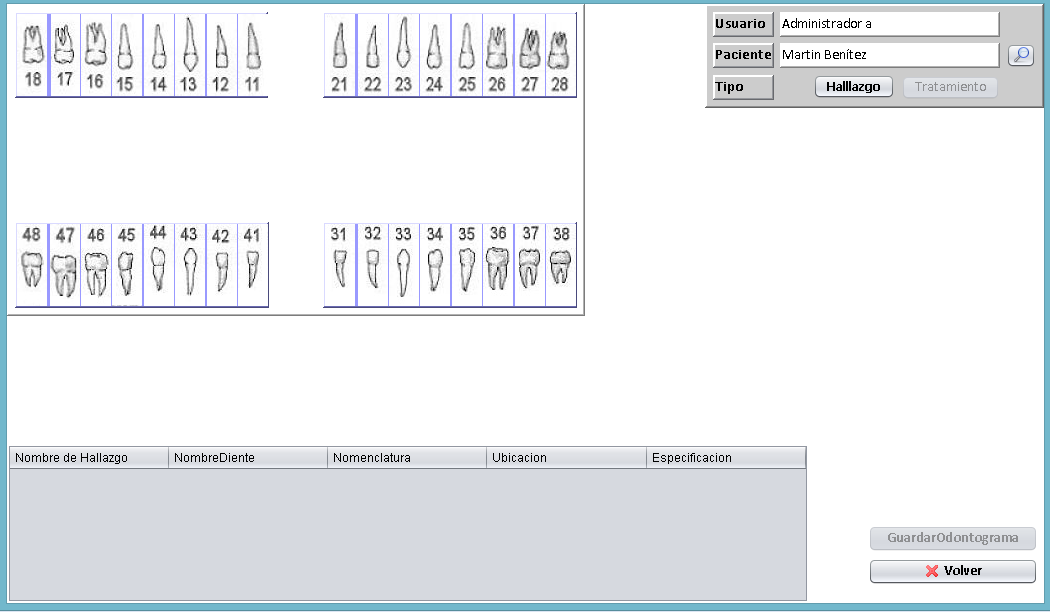 18 17 16 15 14 13 12 11
21 22 23 24 25 26 27 28
48 47 46 45 44 43 42 41
31 32 33 34 35 36 37 38
Usuario Administrador a
Paciente Martin Benítez
Tipo Halllazgo Tratamiento
Nombre de Hallazgo NombreDiente Nomenclatura Ubicacion Especificacion
GuardarOdontograma
Volver